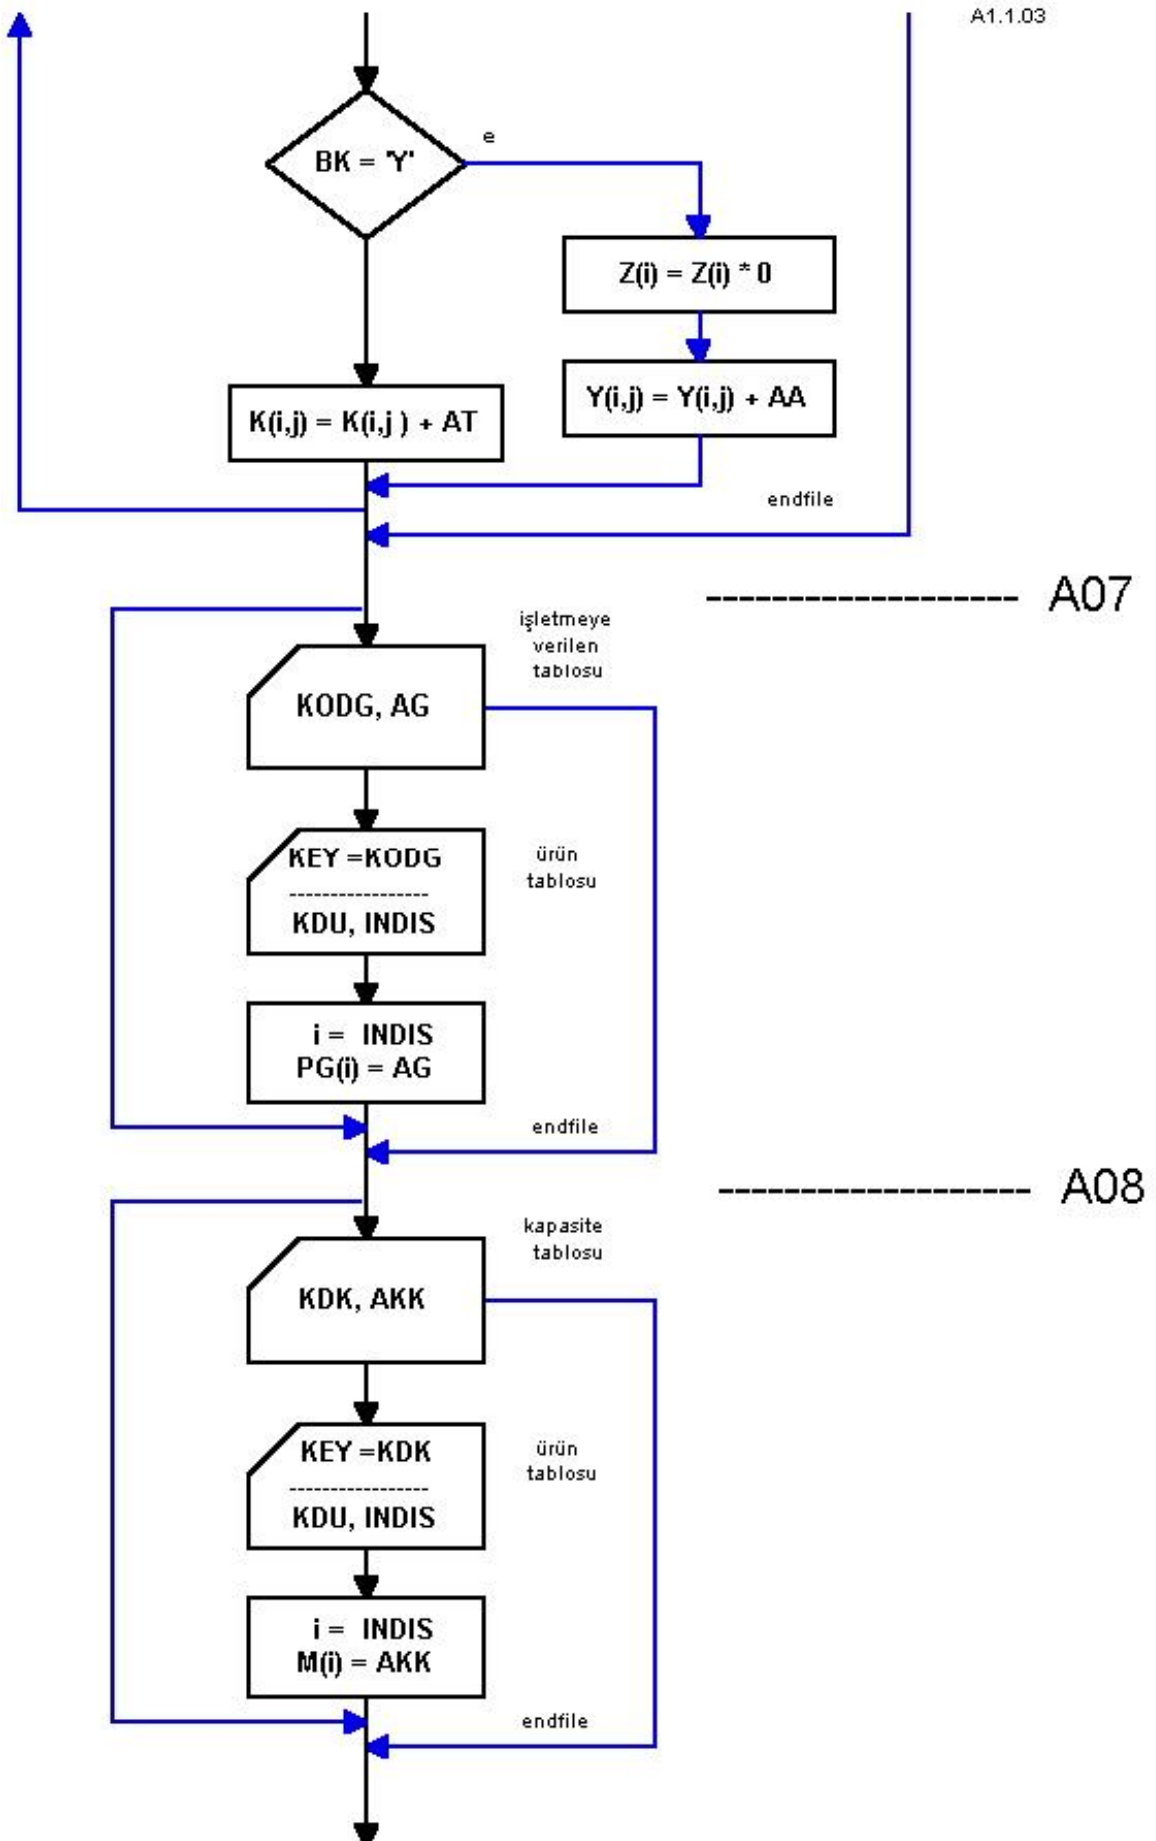 A1.1.03
e
BK = 'Y'
Z(i) = Z(i) * 0
Y(i,j) = Y(i,j) + AA
K(i,j) = K(i,j ) + AT
endfile
-------------------- A07
işletmeye
verilen
tablosu
KODG, AG
KEY =KODG
------------------
KDU, INDIS
ürün
tablosu
i = INDIS
PG(i) = AG
endfile
-------------------- A08
kapasite
tablosu
KDK, AKK
KEY =KDK
------------------
KDU, INDIS
ürün
tablosu
i = INDIS
M(i) = AKK
endfile